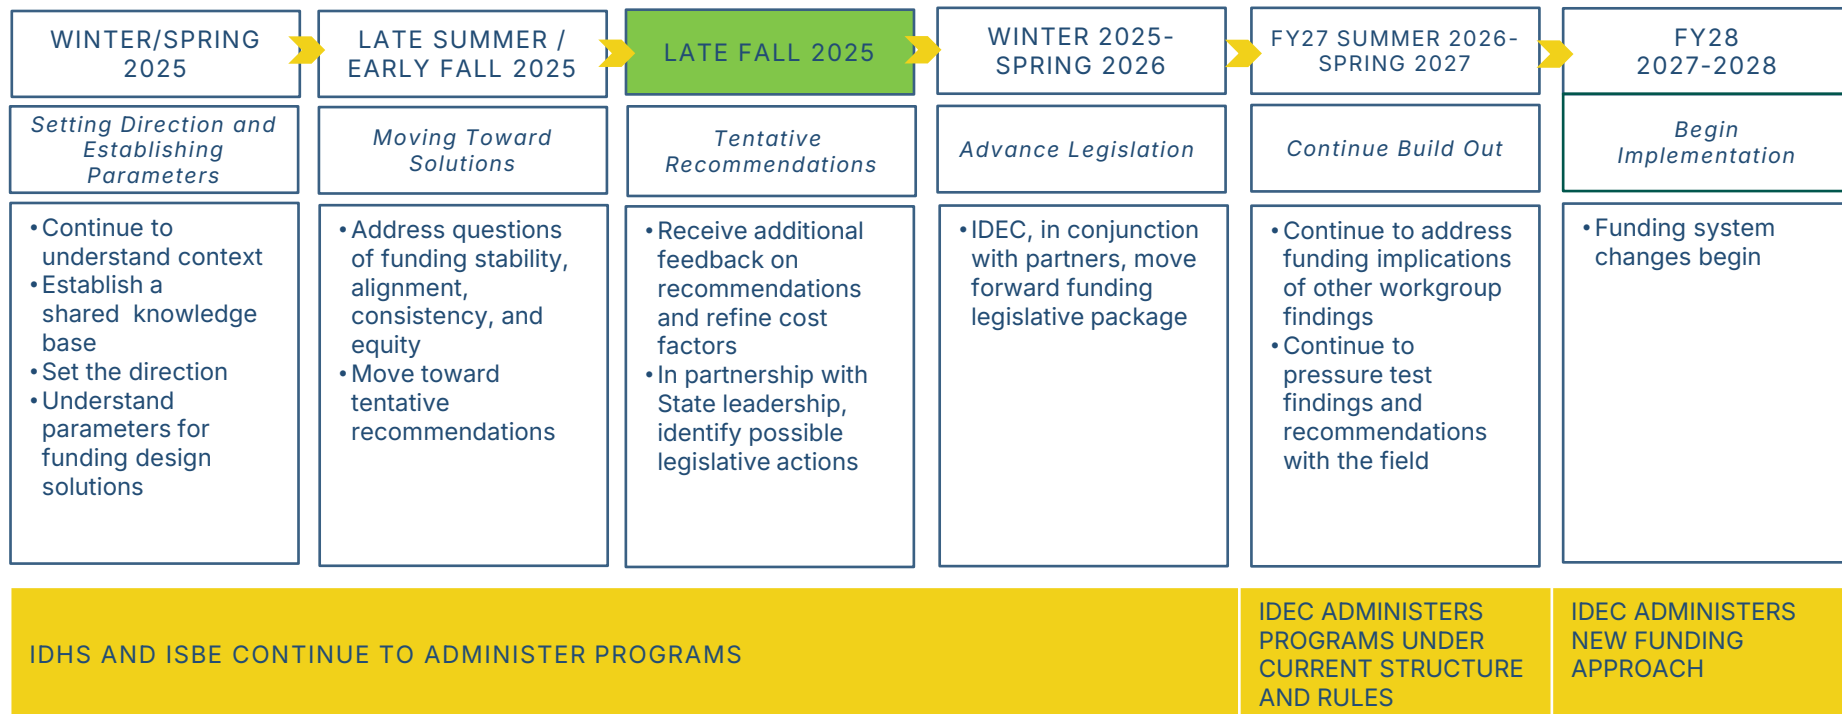 WINTER/SPRING
2025
LATE SUMMER /
EARLY FALL 2025
LATE FALL 2025
WINTER 2025-
SPRING 2026
FY27 SUMMER 2026-
SPRING 2027
FY28
2027-2028
Setting Direction and
Establishing
Parameters
Moving Toward
Solutions
Tentative
Recommendations
Advance Legislation
Continue Build Out
Begin
Implementation
•Continue to
understand context
•Establish a
shared knowledge
base
•Set the direction
•Understand
parameters for
funding design
solutions
•Address questions
of funding stability,
alignment,
consistency, and
equity
•Move toward
tentative
recommendations
•Receive additional
feedback on
recommendations
and refine cost
factors
•In partnership with
State leadership,
identify possible
legislative actions
•IDEC, in conjunction
with partners, move
forward funding
legislative package
•Continue to address
funding implications
of other workgroup
findings
•Continue to
pressure test
findings and
recommendations
with the field
•Funding system
changes begin
IDHS AND ISBE CONTINUE TO ADMINISTER PROGRAMS
IDEC ADMINISTERS
PROGRAMS UNDER
CURRENT STRUCTURE
AND RULES
IDEC ADMINISTERS
NEW FUNDING
APPROACH